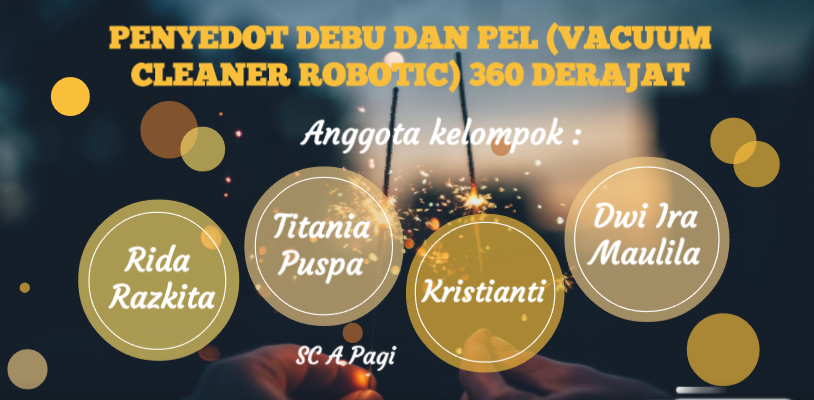 PENYEDOT DEBU DAN PEL (VACUUM
CLEANER ROBOTIC) 360 DERAJAT
Anggota kelompok :
Rida
Razkita
Titania
Puspa
Kristianti
Dwi Ira
Maulila
SC A Pagi